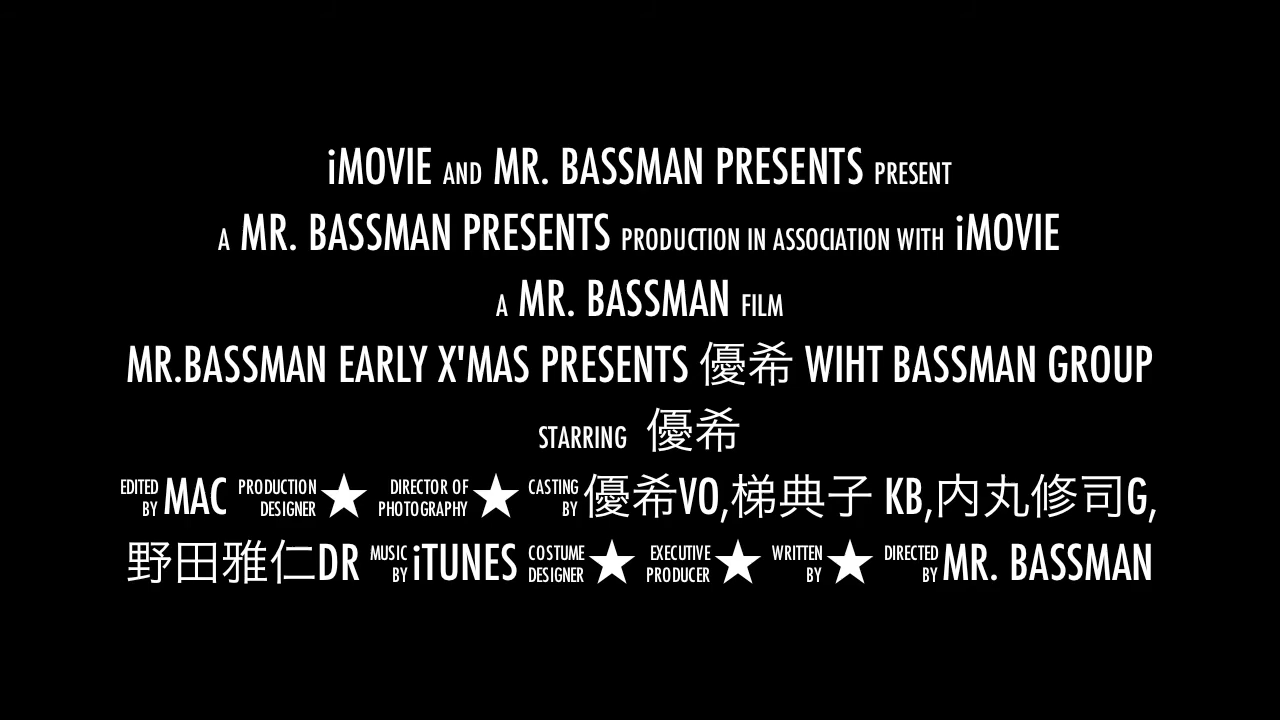 iMOVIE AND MR. BASSMAN PRESENTS PRESENT
A MR. BASSMAN PRESENTS PRODUCTION IN ASSOCIATION WITH iMOVIE
A MR. BASSMAN FILM
MR.BASSMAN EARLY X'MAS PRESENTS 優希 WIHT BASSMAN GROUP
STARRING 優希
EDITED BY MAC PRODUCTION DESIGNER ★ DIRECTOR OF PHOTOGRAPHY ★ CASTING BY 優希VO,梯典子 KB,内丸修司G,
野田雅仁DR MUSIC BY iTUNES COSTUME DESIGNER ★ EXECUTIVE PRODUCER ★ WRITTEN BY ★ DIRECTED BY MR. BASSMAN